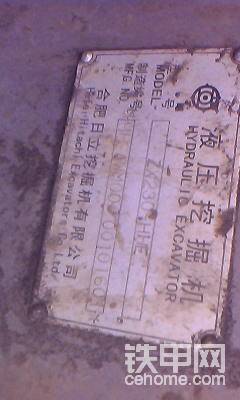 液压挖掘机
HYDRAULIC EXCAVATOR
型号
MODEL.
制造编号
MFG NO.
合肥日立挖掘机有限公司
Hefei Hitachi Excavator Co. Ltd.
铁甲网
cehome.com